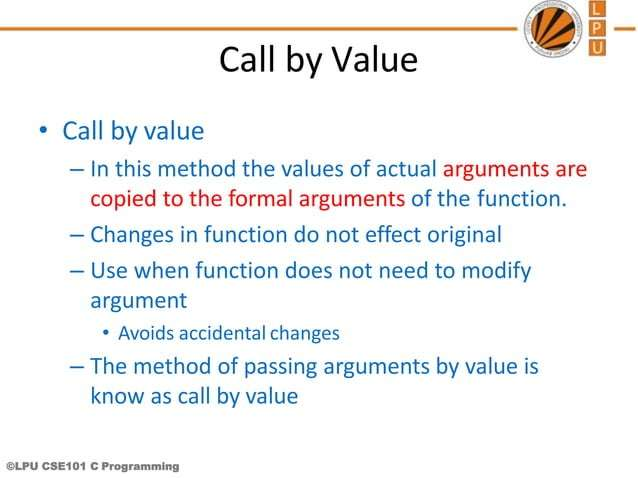 L
P
U
Call by Value
• Call by value
– In this method the values of actual arguments are
copied to the formal arguments of the function.
– Changes in function do not effect original
– Use when function does not need to modify
argument
• Avoids accidental changes
– The method of passing arguments by value is
know as call by value
©LPU CSE101 C Programming